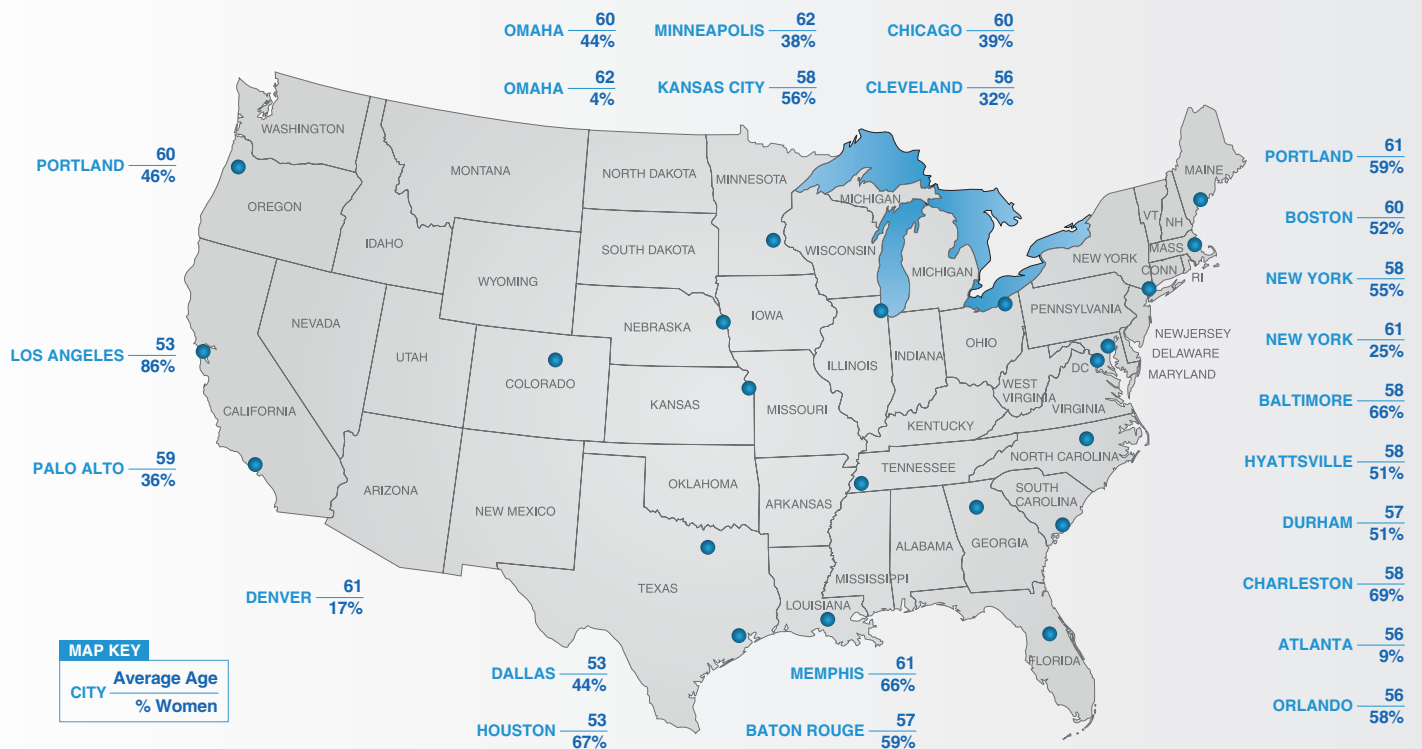 OMAHA 60
44%
MINNEAPOLIS 62
38%
CHICAGO 60
39%
OMAHA 62
4%
KANSAS CITY 58
56%
CLEVELAND 56
32%
PORTLAND 60
46%
LOS ANGELES 53
86%
PALO ALTO 59
36%
DENVER 61
17%
MAP KEY
CITY Average Age
% Women
DALLAS 53
44%
HOUSTON 53
67%
MEMPHIS 61
66%
BATON ROUGE 57
59%
PORTLAND 61
59%
BOSTON 60
52%
NEW YORK 58
55%
NEW YORK 61
25%
BALTIMORE 58
66%
HYATTSVILLE 58
51%
DURHAM 57
51%
CHARLESTON 58
69%
ATLANTA 56
9%
ORLANDO 56
58%
WASHINGTON
OREGON
CALIFORNIA
NEVADA
IDAHO
MONTANA
WYOMING
UTAH
COLORADO
ARIZONA
NEW MEXICO
NORTH DAKOTA
SOUTH DAKOTA
NEBRASKA
KANSAS
OKLAHOMA
TEXAS
MINNESOTA
IOWA
MISSOURI
ARKANSAS
LOUISIANA
WISCONSIN
MICHIGAN
MICHIGAN
ILLINOIS
INDIANA
OHIO
KENTUCKY
TENNESSEE
MISSISSIPPI
ALABAMA
GEORGIA
FLORIDA
SOUTH
CAROLINA
NORTH CAROLINA
VIRGINIA
WEST
VIRGINIA
DC
PENNSYLVANIA
NEW YORK
VT
NH
MAINE
MASS
CONN
RI
NEWJERSEY
DELAWARE
MARYLAND